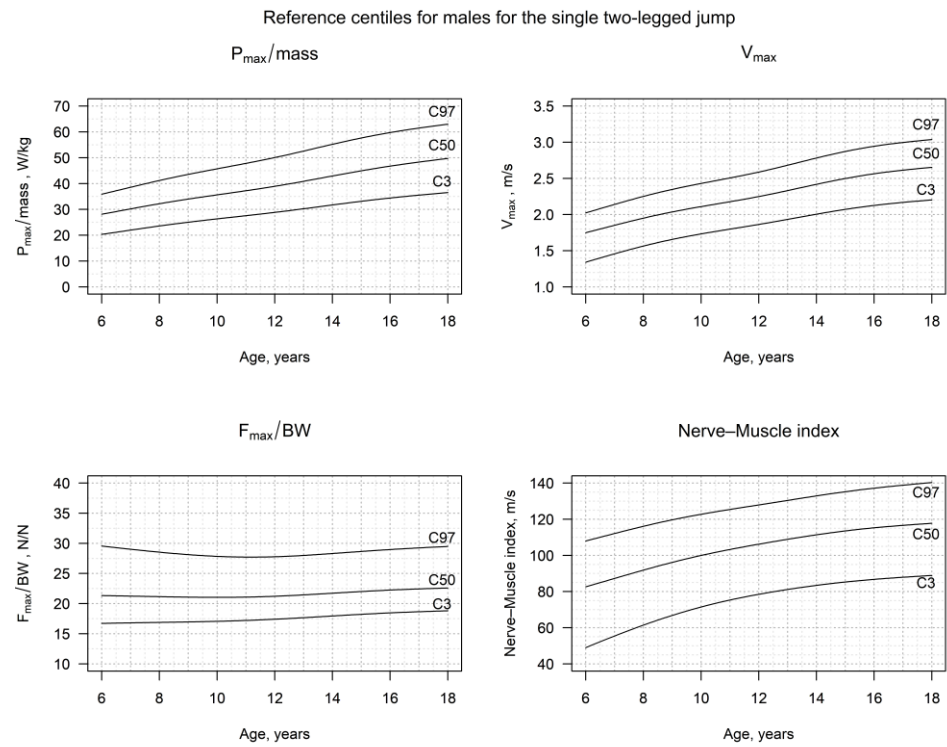 Reference centiles for males for the single two-legged jump
Pmax/mass
Pmax/mass , W/kg
70
60
50
40
30
20
10
0
C97
C50
C3
6 8 10 12 14 16 18
Age, years
Vmax
Vmax , m/s
3.5
3.0
2.5
2.0
1.5
1.0
C97
C50
C3
6 8 10 12 14 16 18
Age, years
Fmax/BW
Fmax/BW , N/N
40
35
30
25
20
15
10
C97
C50
C3
6 8 10 12 14 16 18
Age, years
Nerve–Muscle index
Nerve–Muscle index, m/s
140
120
100
80
60
40
C97
C50
C3
6 8 10 12 14 16 18
Age, years